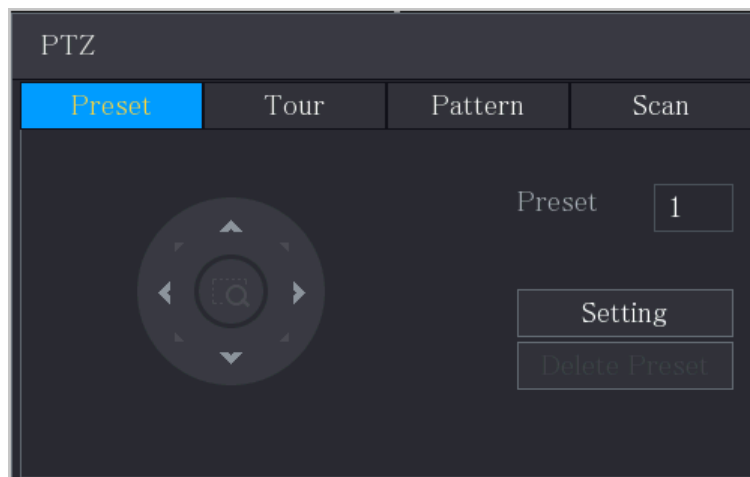 PTZ
Preset Tour Pattern Scan
Preset 1
Setting
Delete Preset